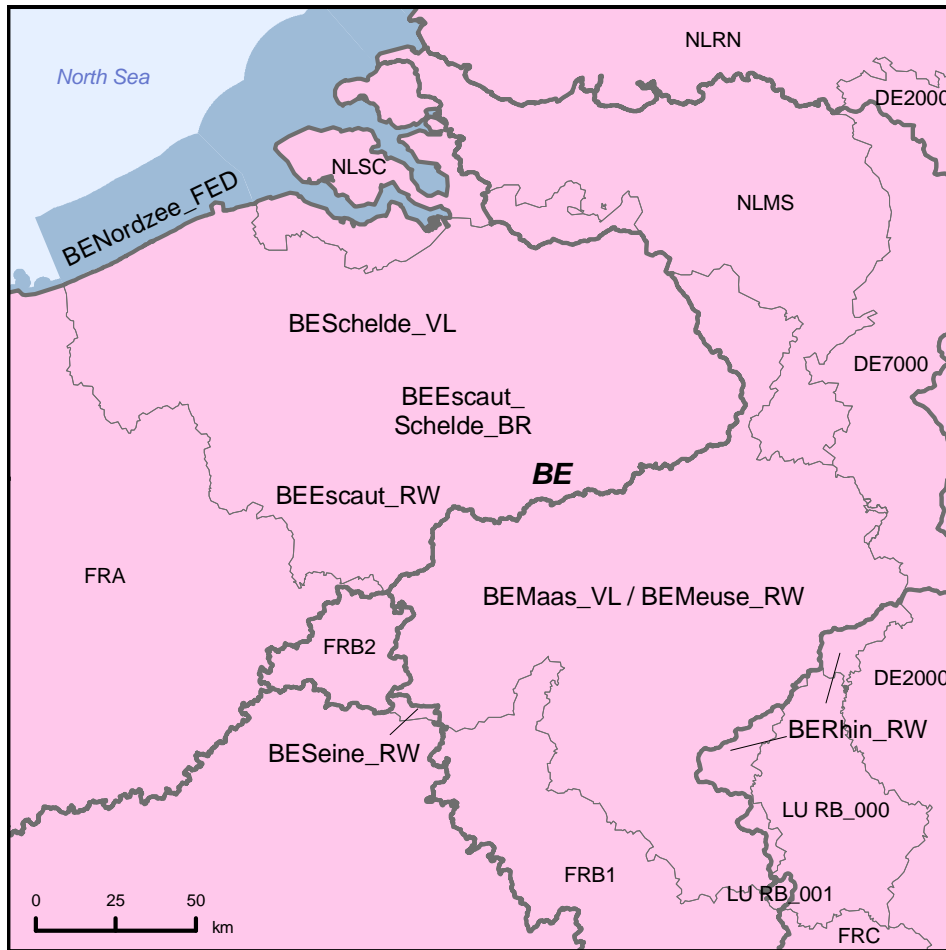 NLRN
North Sea
DE2000
NLSC
NLMS
BENordzee_FED
BESchelde_VL
DE7000
BEEscaut_
Schelde_BR
BE
BEEscaut_RW
FRA
BEMaas_VL / BEMeuse_RW
FRB2
DE2000
BERhin_RW
BESeine_RW
LU RB_000
FRB1
LU RB_001
0 25 50
km
FRC